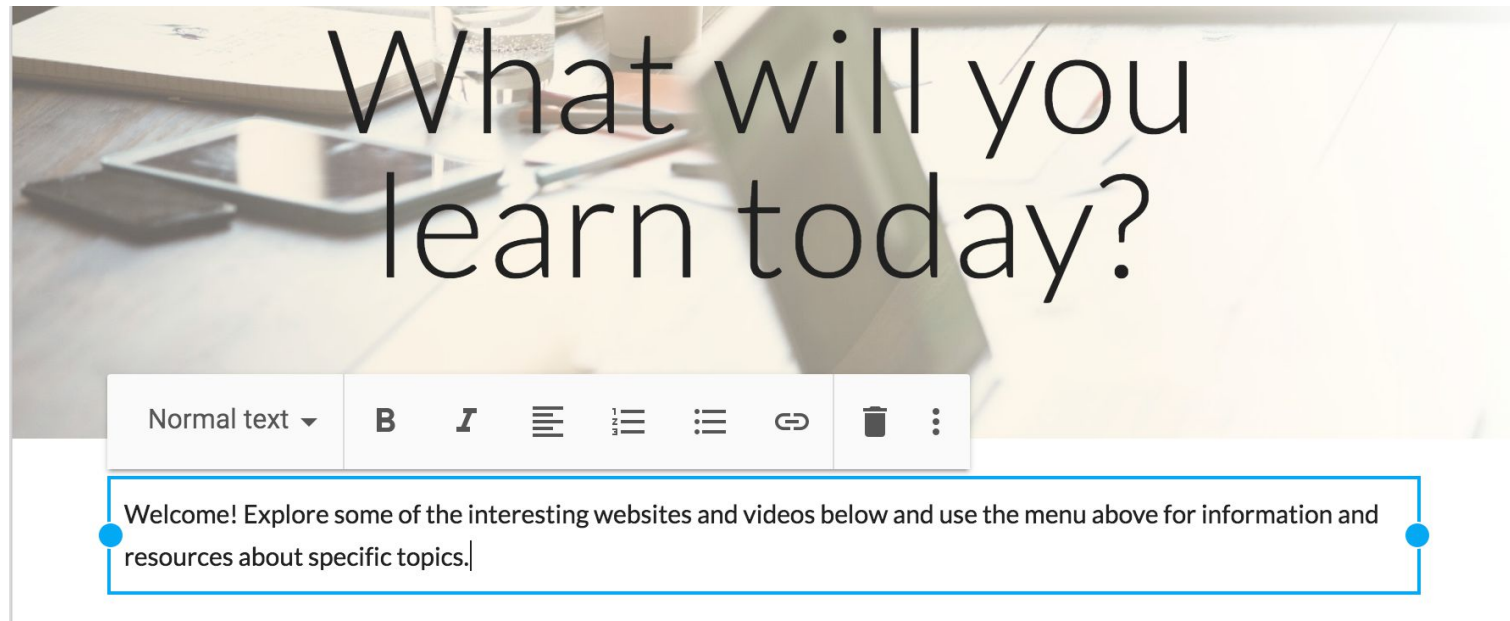 What will you
learn today?
Normal text
B I
Welcome! Explore some of the interesting websites and videos below and use the menu above for information and
resources about specific topics.